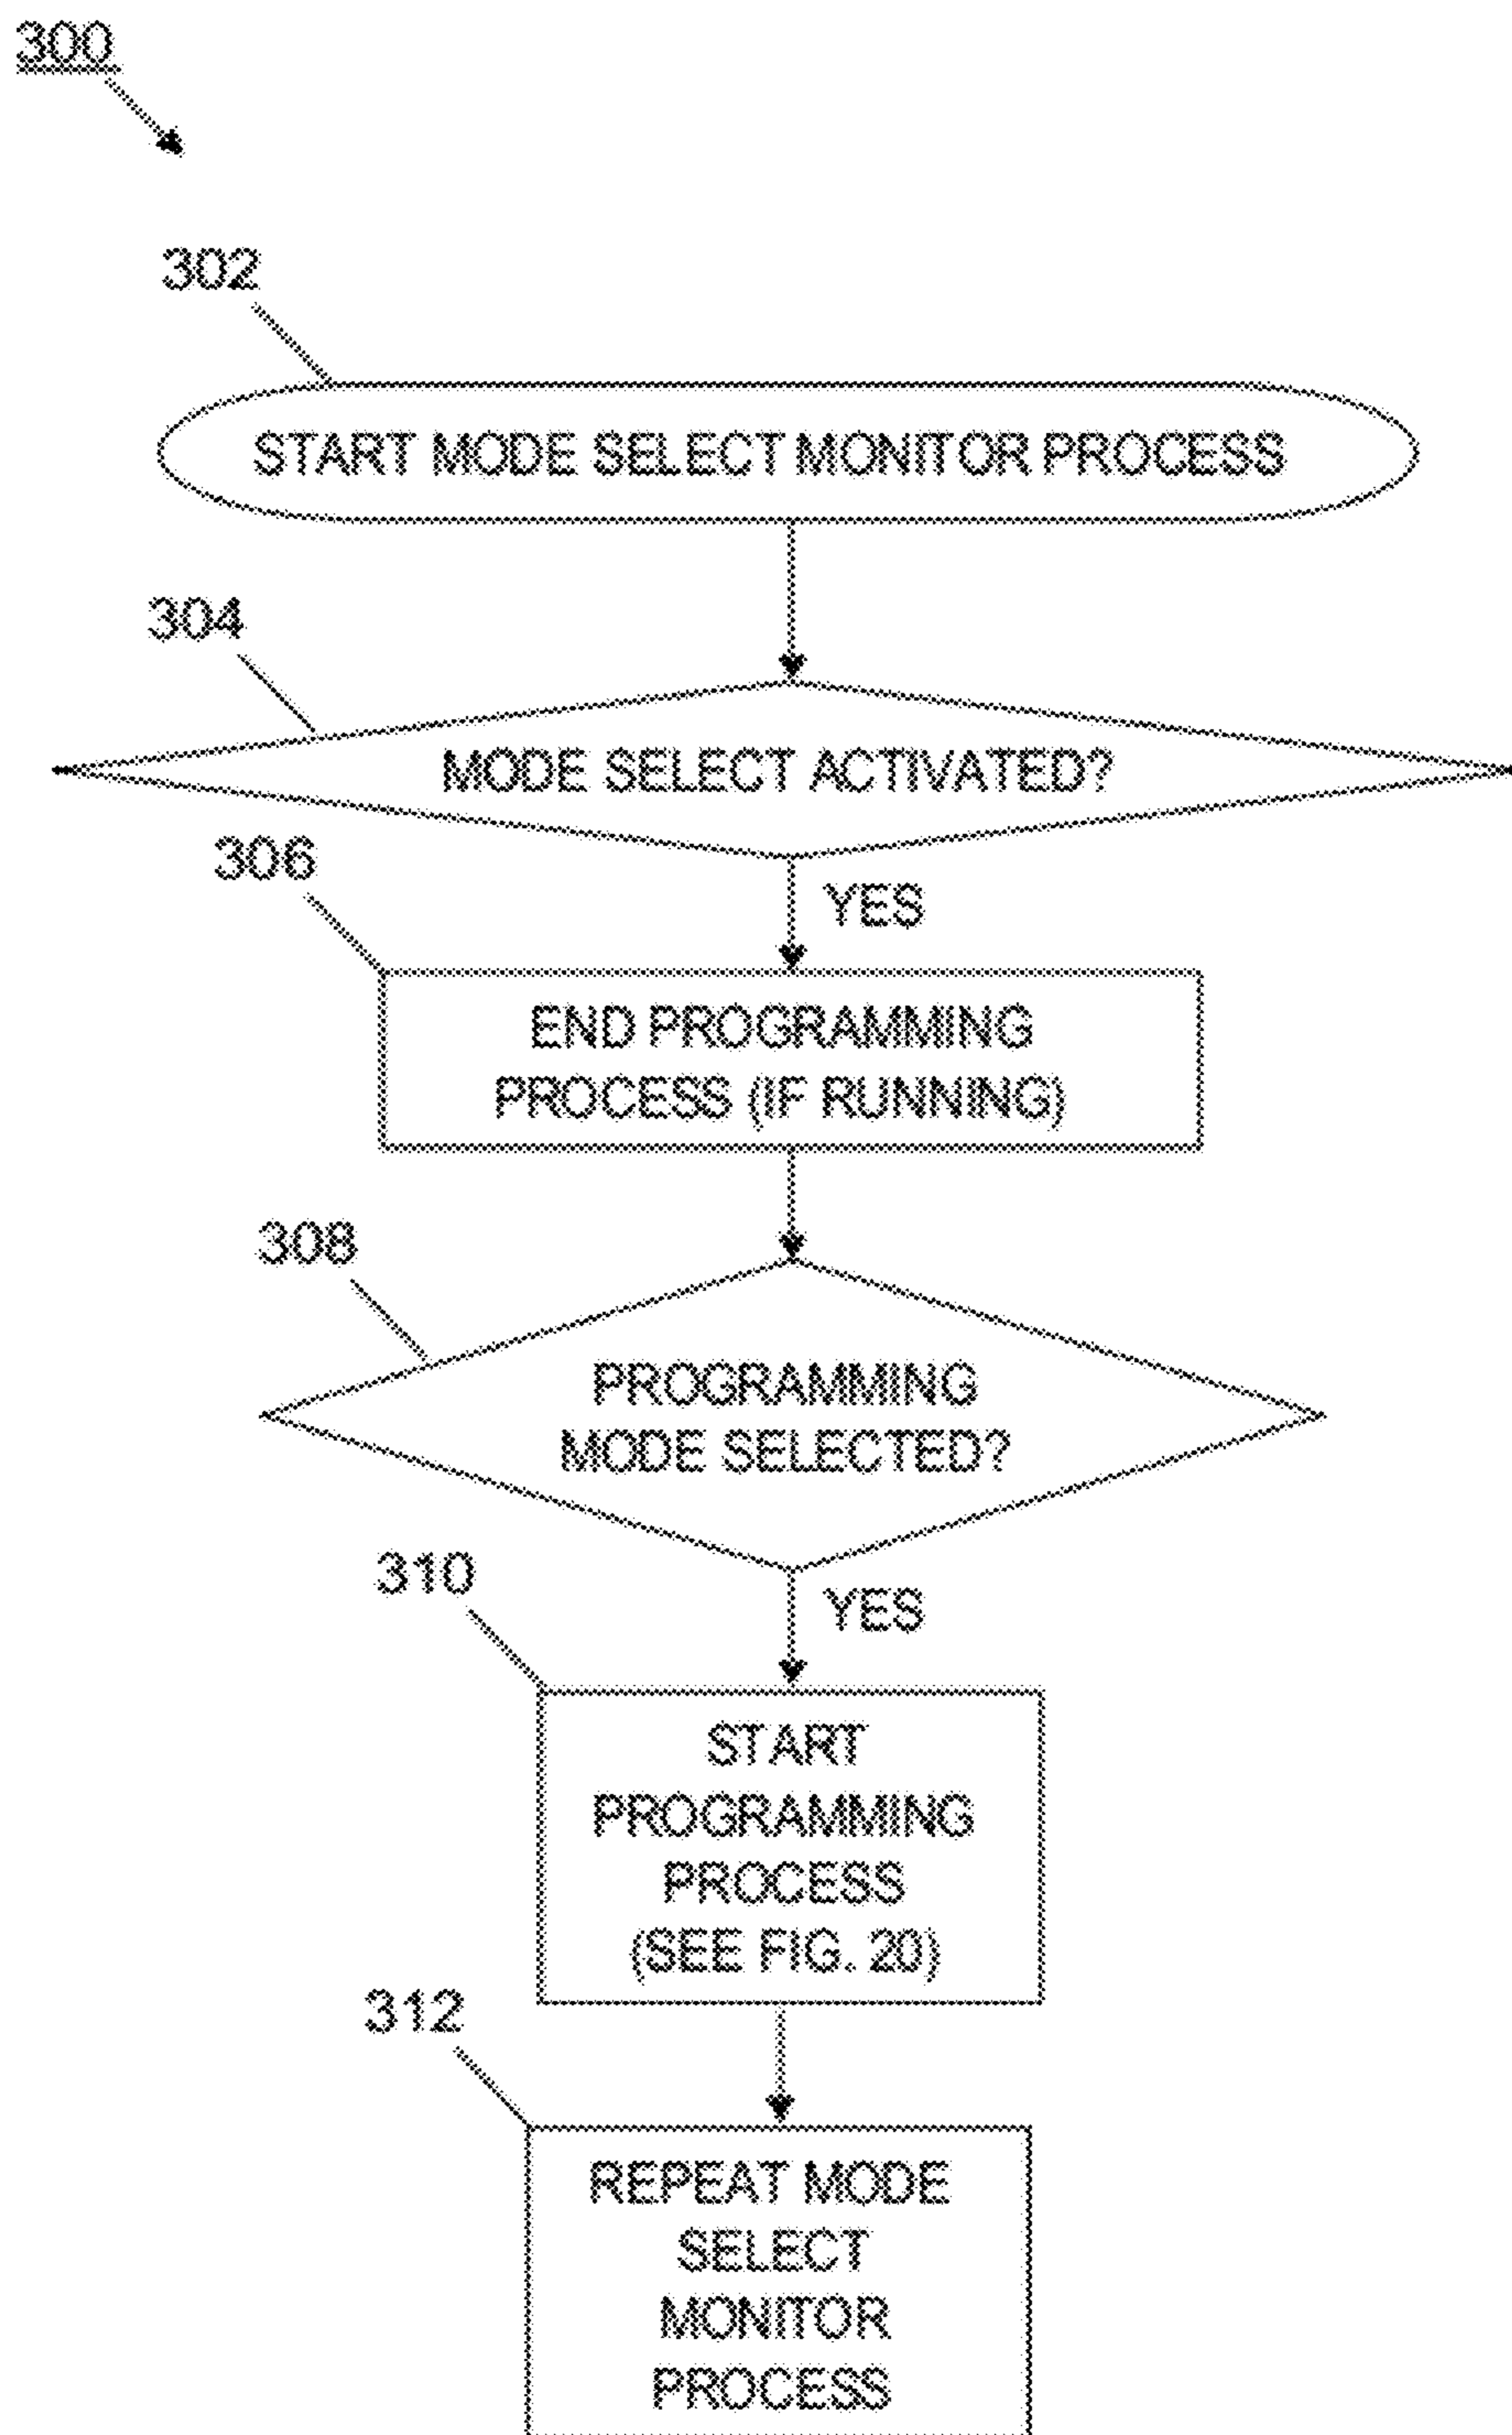 300
302
START MODE SELECT MONITOR PROCESS
304
MODE SELECT ACTIVATED?
306
YES
END PROGRAMMING
PROCESS (IF RUNNING)
308
PROGRAMMING
MODE SELECTED?
310
YES
START
PROGRAMMING
PROCESS
(SEE FIG. 20)
312
REPEAT MODE
SELECT
MONITOR
PROCESS